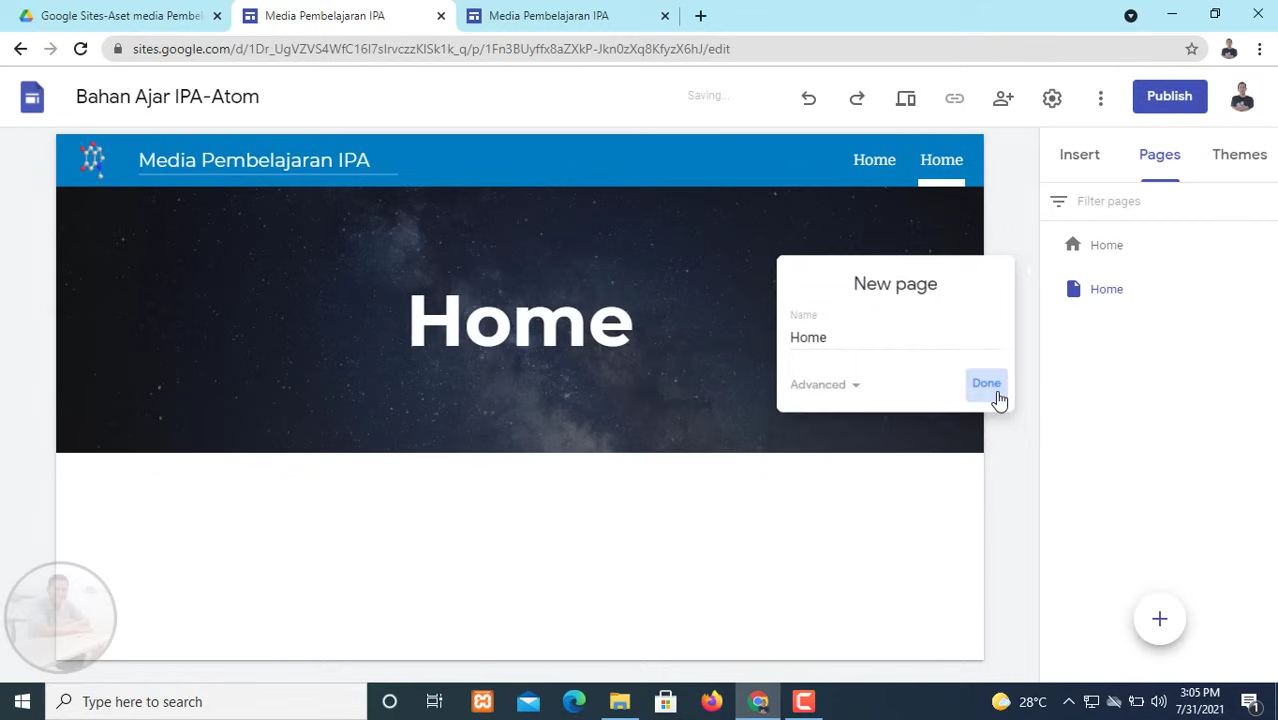 Google Sites-Aset media Pembel
Media Pembelajaran IPA
Media Pembelajaran IPA
sites.google.com/d/1Dr_UgVZVS4WfC16I7sIrvczzKlSk1k_q/p/1Fn3BUyffx8aZXkP-Jkn0zXq8KfyzX6hJ/edit
Bahan Ajar IPA-Atom
Saving...
Publish
Media Pembelajaran IPA
Home
Home
Insert
Pages
Themes
Filter pages
Home
Home
Home
New page
Name
Home
Advanced
Done
Type here to search
28°C
3:05 PM
7/31/2021
1